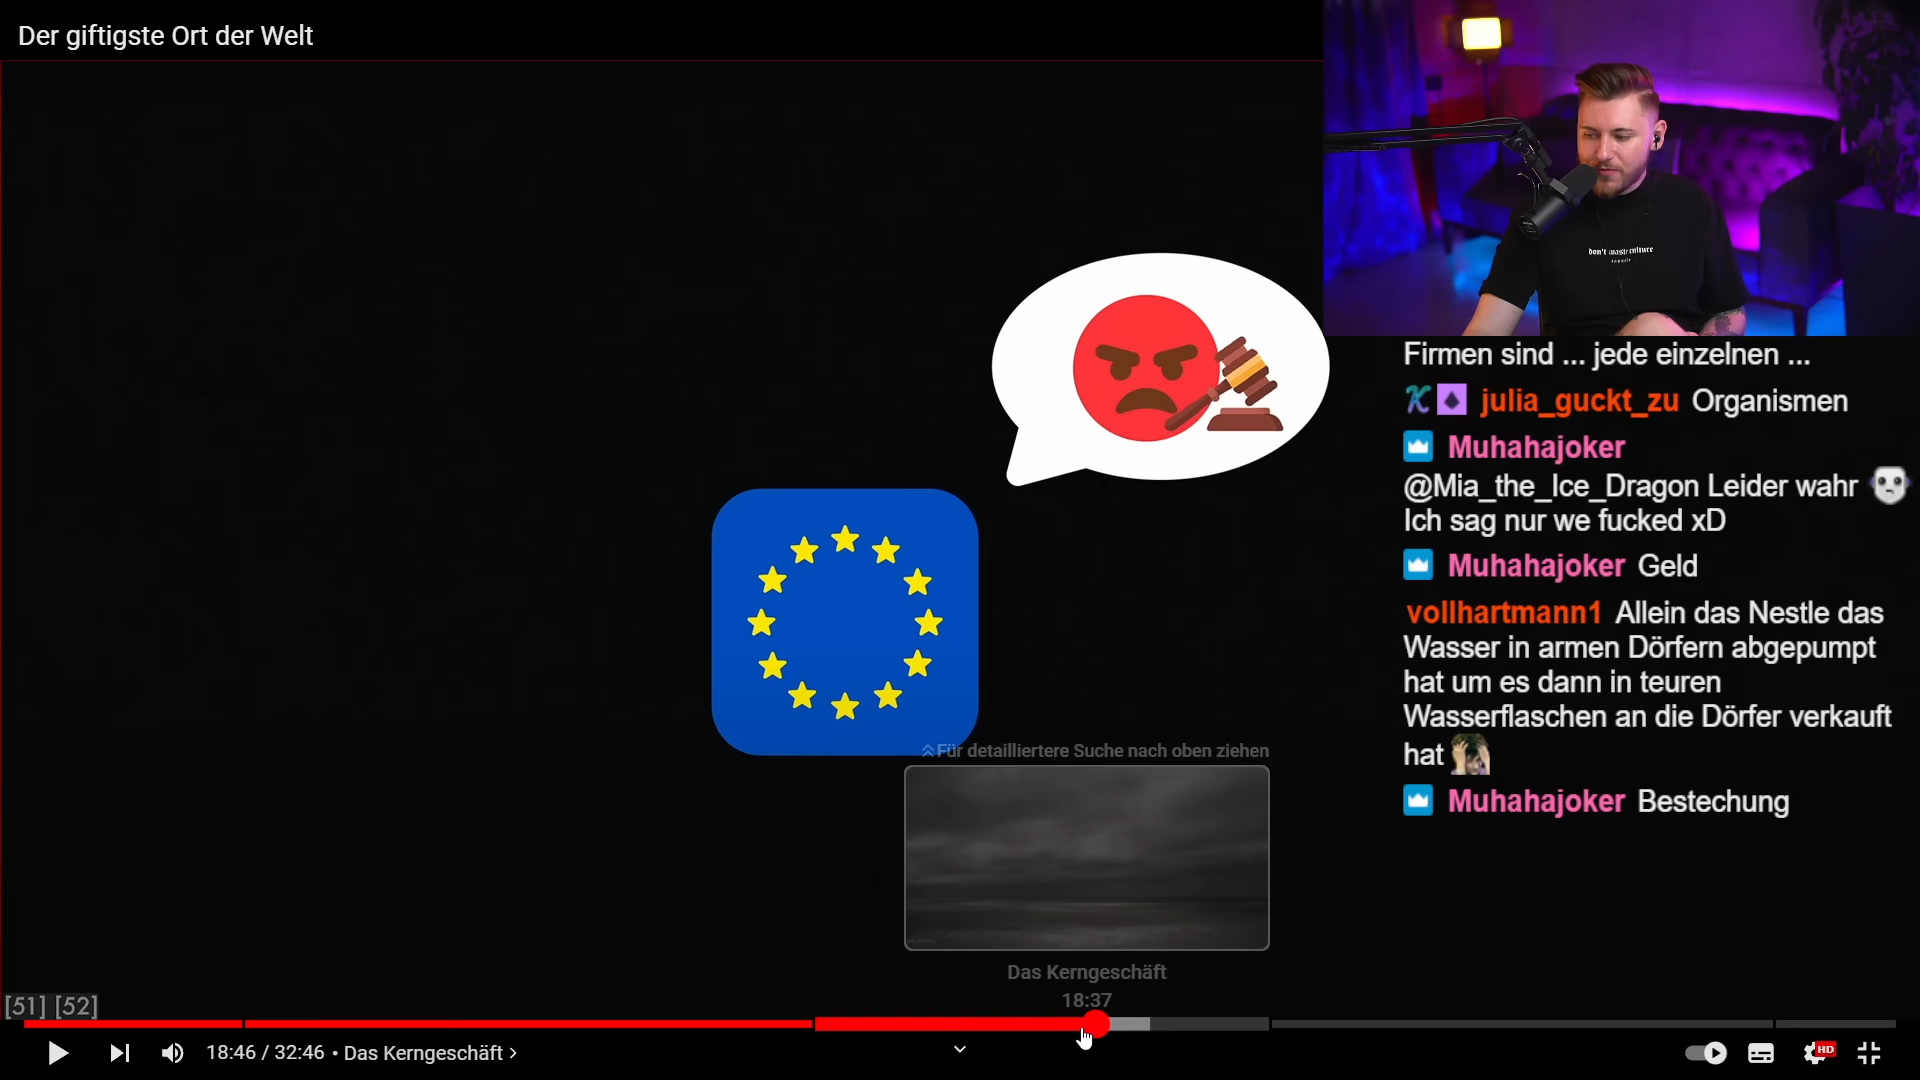 Der giftigste Ort der Welt
Firmen sind ... jede einzelnen ...
julia_guckt_zu Organismen
Muhahajoker
@Mia_the_Ice_Dragon Leider wahr
Ich sag nur we fucked xD
Muhahajoker Geld
vollhartmann1 Allein das Nestle das
Wasser in armen Dörfern abgepumpt
hat um es dann in teuren
Wasserflaschen an die Dörfer verkauft
hat
Muhahajoker Bestechung
Für detailliertere Suche nach oben ziehen
Das Kerngeschäft
18:37
[51] [52]
18:46 / 32:46 • Das Kerngeschäft
HD